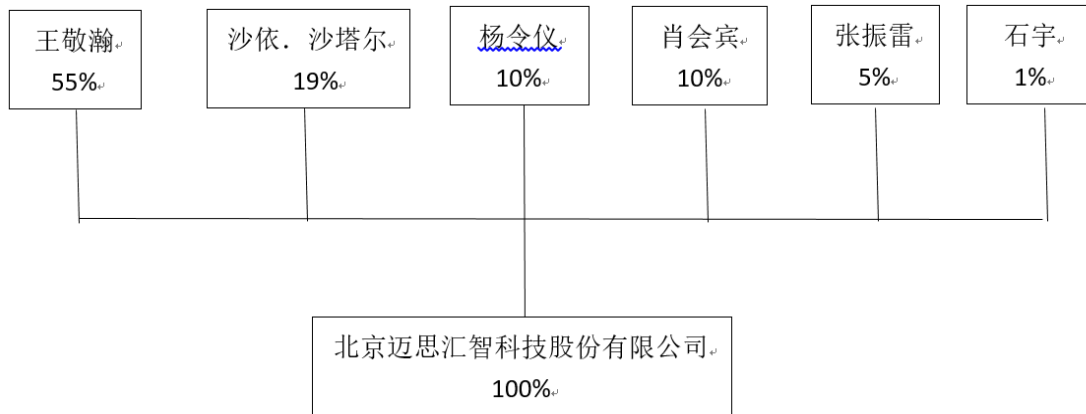 王敬瀚
55%
沙依．沙塔尔
19%
杨令仪
10%
肖会宾
10%
张振雷
5%
石宇
1%
北京迈思汇智科技股份有限公司
100%